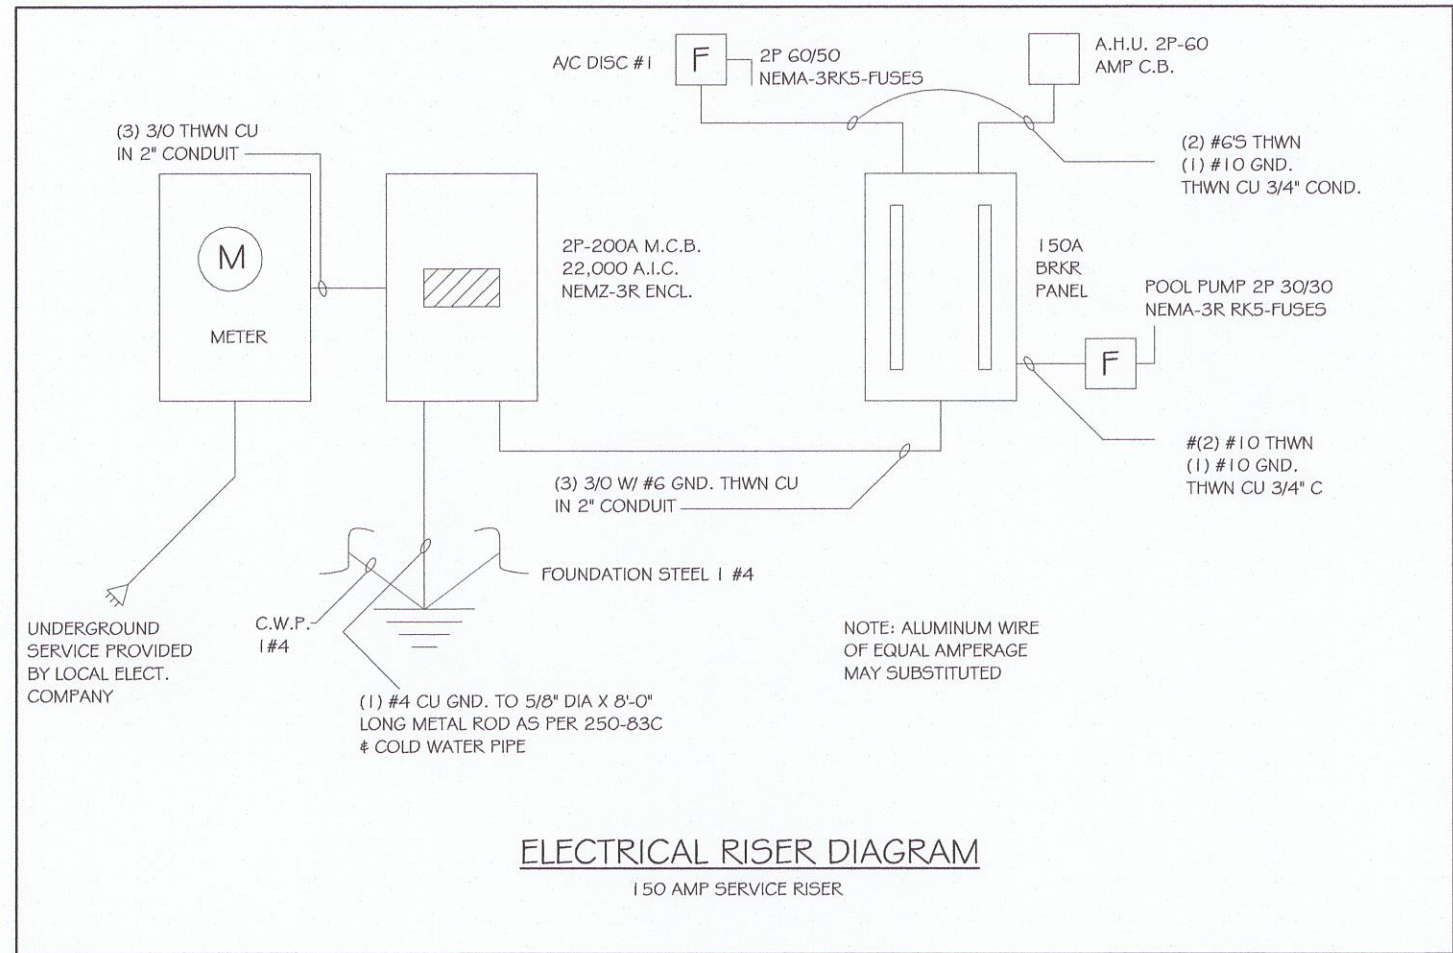 A/C DISC #1
F
2P 60/50
NEMA-3RK5-FUSES
A.H.U. 2P-60
AMP C.B.
(3) 3/0 THWN CU
IN 2" CONDUIT
(2) #6'S THWN
(1) #10 GND.
THWN CU 3/4" COND.
M
METER
2P-200A M.C.B.
22,000 A.I.C.
NEMZ-3R ENCL.
150A
BRKR
PANEL
POOL PUMP 2P 30/30
NEMA-3R RK5-FUSES
F
#(2) #10 THWN
(1) #10 GND.
THWN CU 3/4" C
(3) 3/0 W/ #6 GND. THWN CU
IN 2" CONDUIT
FOUNDATION STEEL 1 #4
C.W.P.
1#4
UNDERGROUND
SERVICE PROVIDED
BY LOCAL ELECT.
COMPANY
(1) #4 CU GND. TO 5/8" DIA X 8'-0"
LONG METAL ROD AS PER 250-83C
& COLD WATER PIPE
NOTE: ALUMINUM WIRE
OF EQUAL AMPERAGE
MAY SUBSTITUTED
ELECTRICAL RISER DIAGRAM
150 AMP SERVICE RISER